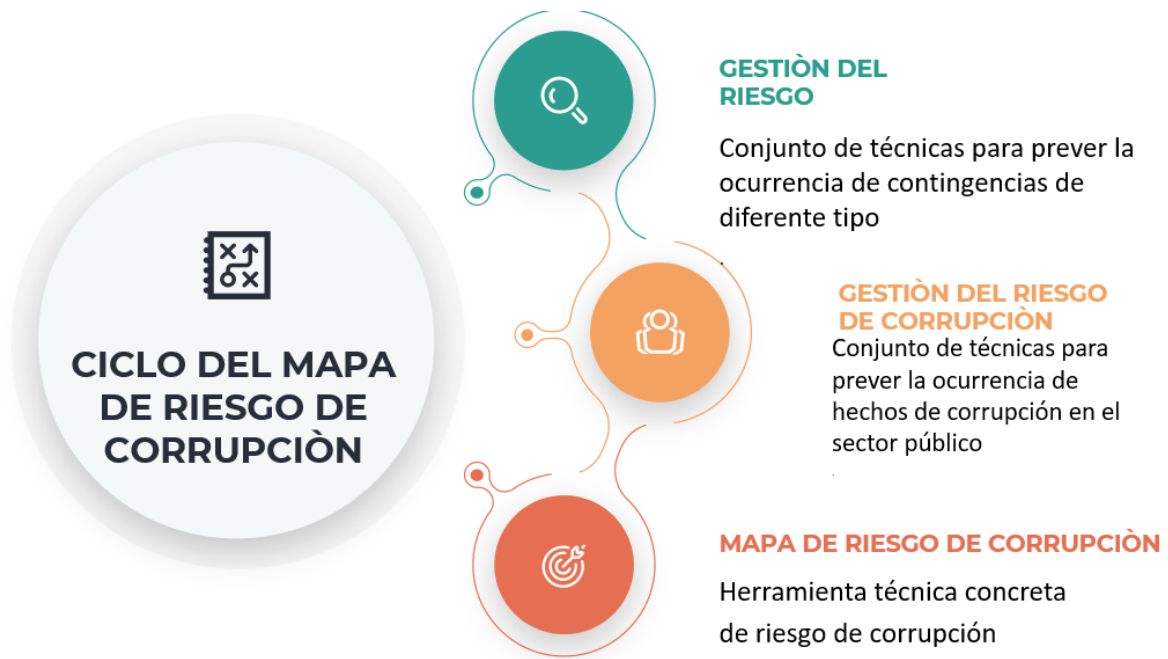 CICLO DEL MAPA
DE RIESGO DE
CORRUPCIÒN
GESTIÒN DEL
RIESGO
Conjunto de técnicas para prever la
ocurrencia de contingencias de
diferente tipo
.
GESTIÒN DEL RIESGO
DE CORRUPCIÒN
Conjunto de técnicas para
prever la ocurrencia de
hechos de corrupción en el
sector público
.
MAPA DE RIESGO DE CORRUPCIÒN
Herramienta técnica concreta
de riesgo de corrupción